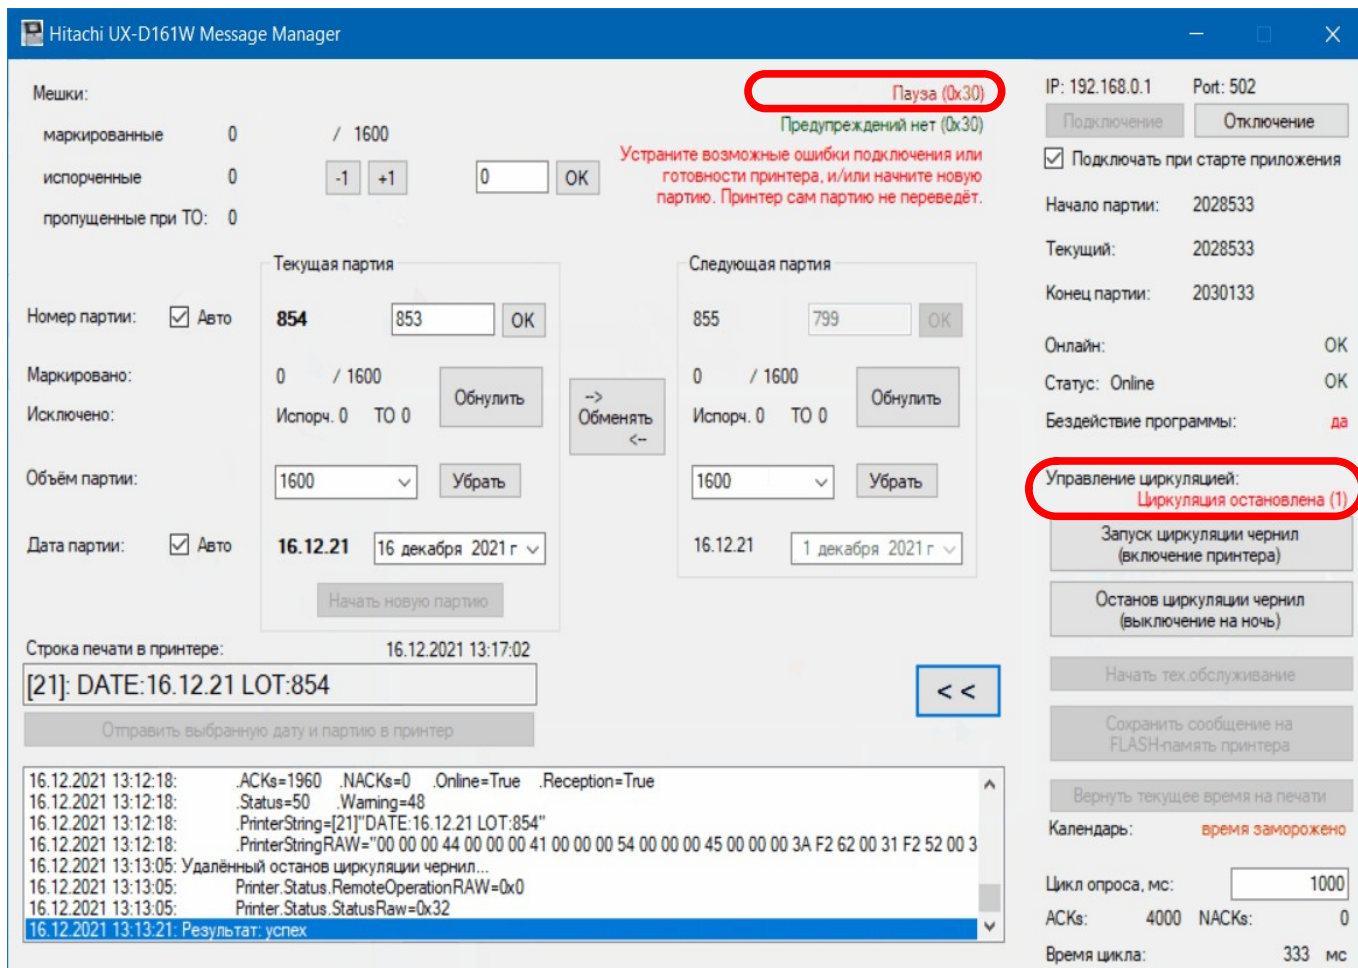 Hitachi UX-D161W Message Manager
Мешки:
маркированные 0 / 1600
испорченные 0 -1 +1 0 OK
пропущенные при ТО: 0
Пауза (0x30)
Предупреждений нет (0x30)
Устраните возможные ошибки подключения или
готовности принтера, и/или начните новую
партию. Принтер сам партию не переведёт.
Текущая партия
Следующая партия
Номер партии: Авто 854 853 OK 855 799 OK
Маркировано: 0 / 1600 Обнулить 0 / 1600 Обнулить
--> Обменять <--
Исключено: Испорч. 0 ТО 0 Испорч. 0 ТО 0
Объём партии: 1600 Убрать 1600 Убрать
Дата партии: Авто 16.12.21 16 декабря 2021 г 16.12.21 1 декабря 2021 г
Начать новую партию
Строка печати в принтере: 16.12.2021 13:17:02
[21]: DATE:16.12.21 LOT:854
<<
Отправить выбранную дату и партию в принтер
16.12.2021 13:12:18: .ACKs=1960 .NACKs=0 .Online=True .Reception=True
16.12.2021 13:12:18: .Status=50 .Warning=48
16.12.2021 13:12:18: .PrinterString=[21]"DATE:16.12.21 LOT:854"
16.12.2021 13:12:18: .PrinterStringRAW="00 00 00 44 00 00 00 41 00 00 00 54 00 00 00 45 00 00 00 3A F2 62 00 31 F2 52 00 3
16.12.2021 13:13:05: Удалённый останов циркуляции чернил...
16.12.2021 13:13:05: Printer.Status.RemoteOperationRAW=0x0
16.12.2021 13:13:05: Printer.Status.StatusRaw=0x32
16.12.2021 13:13:21: Результат: успех
IP: 192.168.0.1 Port: 502
Подключение Отключение
Подключать при старте приложения
Начало партии: 2028533
Текущий: 2028533
Конец партии: 2030133
Онлайн: OK
Статус: Online OK
Бездействие программы: да
Управление циркуляцией:
Циркуляция остановлена (1)
Запуск циркуляции чернил
(включение принтера)
Останов циркуляции чернил
(выключение на ночь)
Начать тех.обслуживание
Сохранить сообщение на
FLASH-память принтера
Вернуть текущее время на печати
Календарь: время заморожено
Цикл опроса, мс: 1000
ACKs: 4000 NACKs: 0
Время цикла: 333 мс